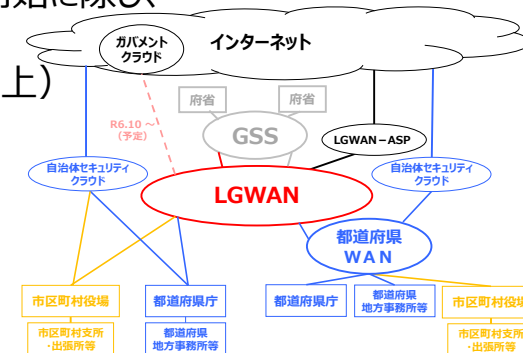 上）
ガバメント
クラウド
インターネット
府省
府省
R6.10 ～
（予定）
GSS
LGWAN－ASP
自治体セキュリティ
クラウド
自治体セキュリティ
クラウド
LGWAN
都道府県
WAN
市区町村役場
都道府県庁
都道府県庁
都道府県
地方事務所等
市区町村役場
市区町村支所
・出張所等
都道府県
地方事務所等
市区町村支所
・出張所等